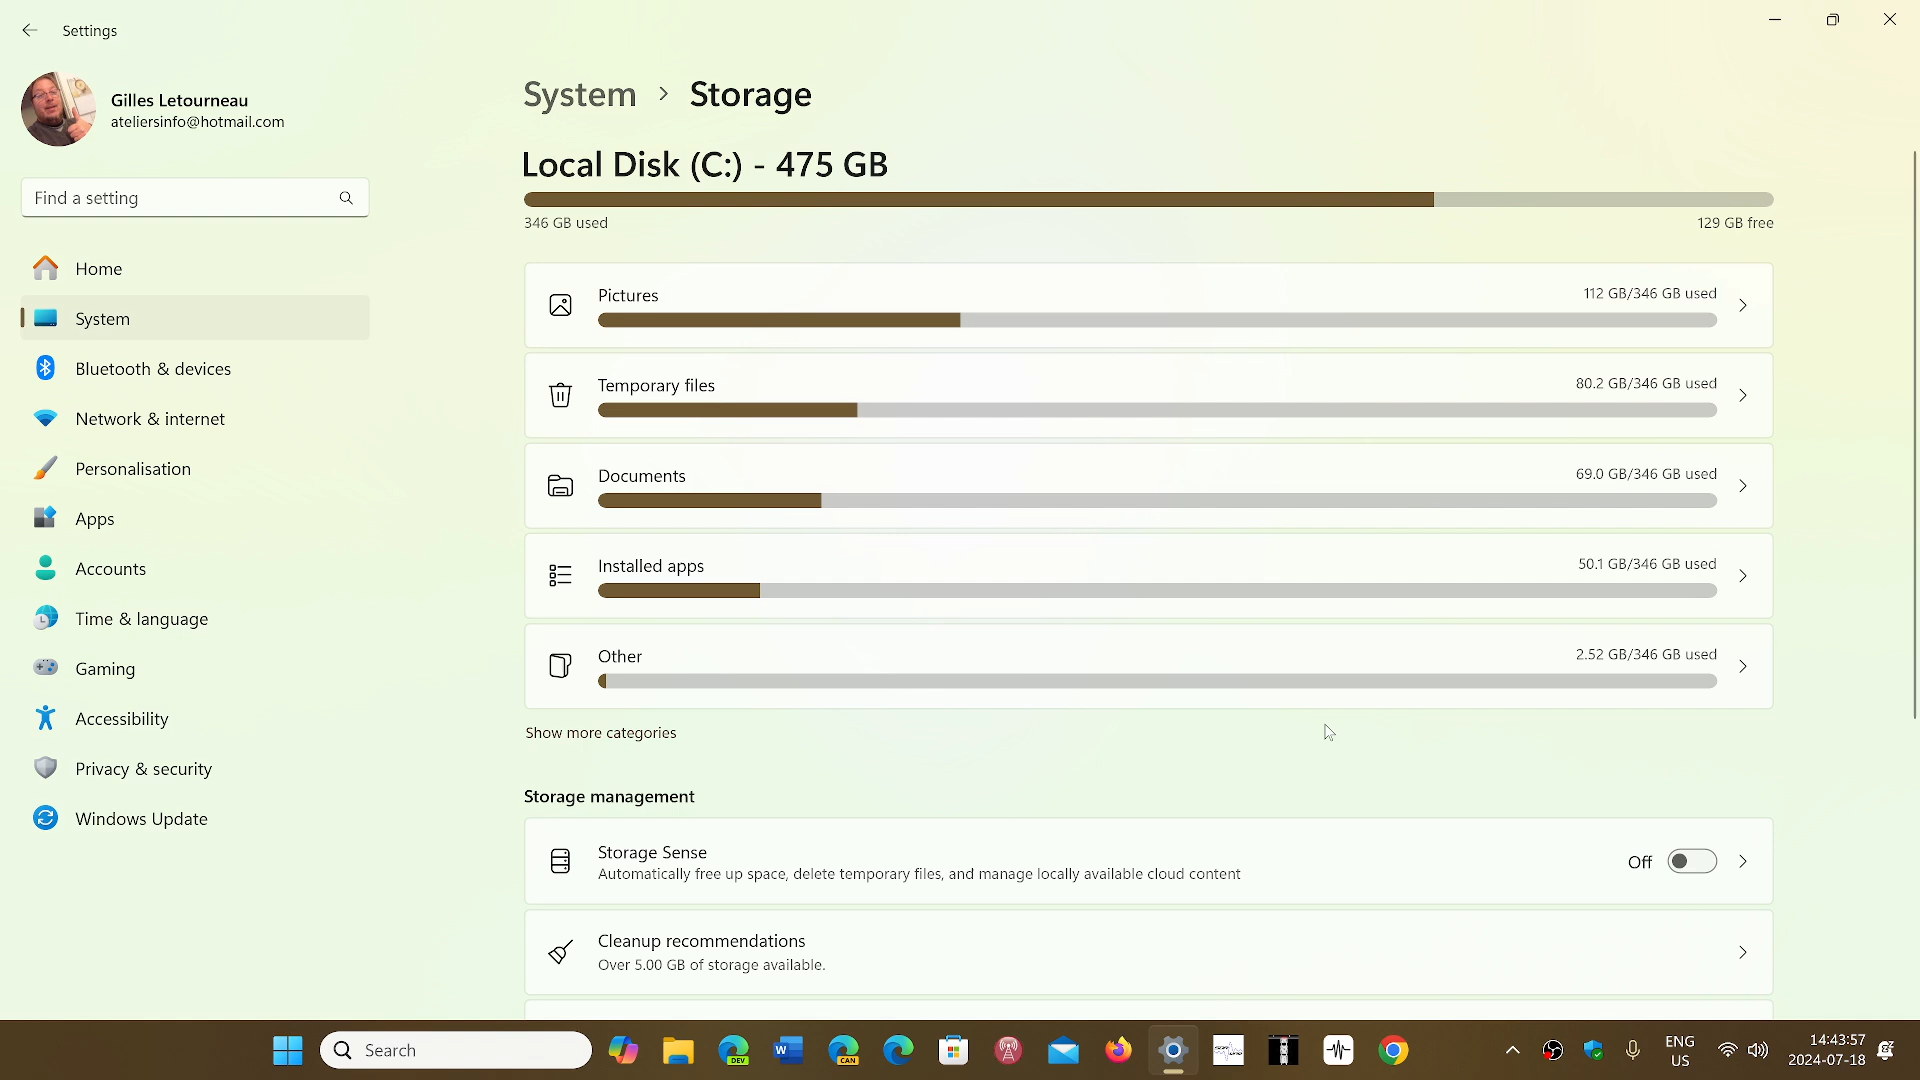 Settings
Gilles Letourneau
ateliersinfo@hotmail.com
Find a setting
Home
System
Bluetooth & devices
Network & internet
Personalisation
Apps
Accounts
Time & language
Gaming
Accessibility
Privacy & security
Windows Update
System > Storage
Local Disk (C:) - 475 GB
346 GB used
129 GB free
Pictures
112 GB/346 GB used
Temporary files
80.2 GB/346 GB used
Documents
69.0 GB/346 GB used
Installed apps
50.1 GB/346 GB used
Other
2.52 GB/346 GB used
Show more categories
Storage management
Storage Sense
Automatically free up space, delete temporary files, and manage locally available cloud content
Off
Cleanup recommendations
Over 5.00 GB of storage available.
Search
DEV
W
CAN
ENG
US
14:43:57
2024-07-18